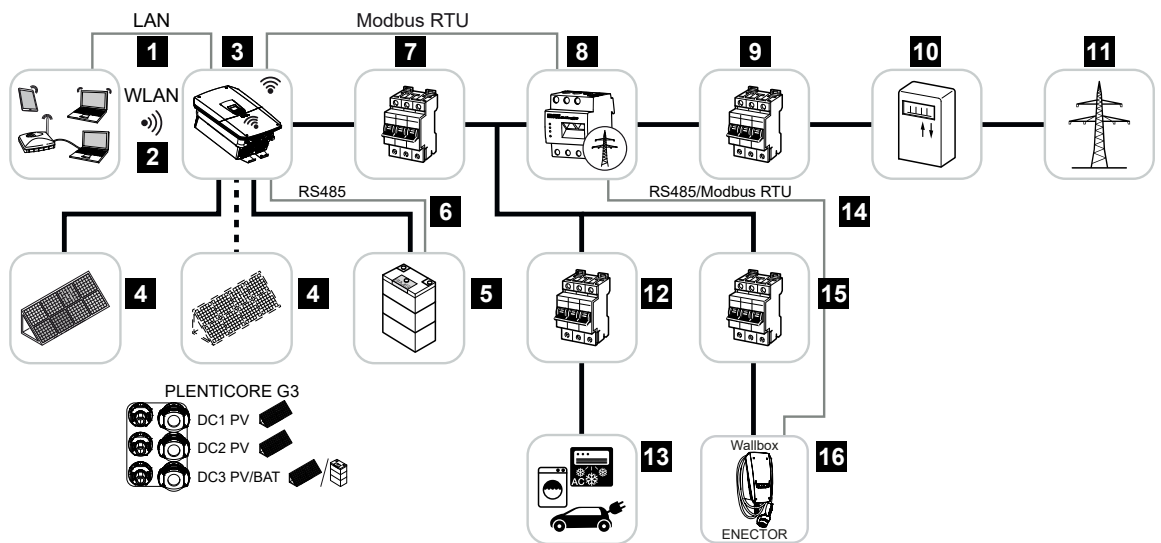 LAN
Modbus RTU
1
3
7
8
9
10
11
WLAN
2
RS485
6
RS485/Modbus RTU
14
4
4
5
12
15
PLENTICORE G3
DC1 PV
DC2 PV
DC3 PV/BAT
/
13
AC
Wallbox
16
ENECTOR